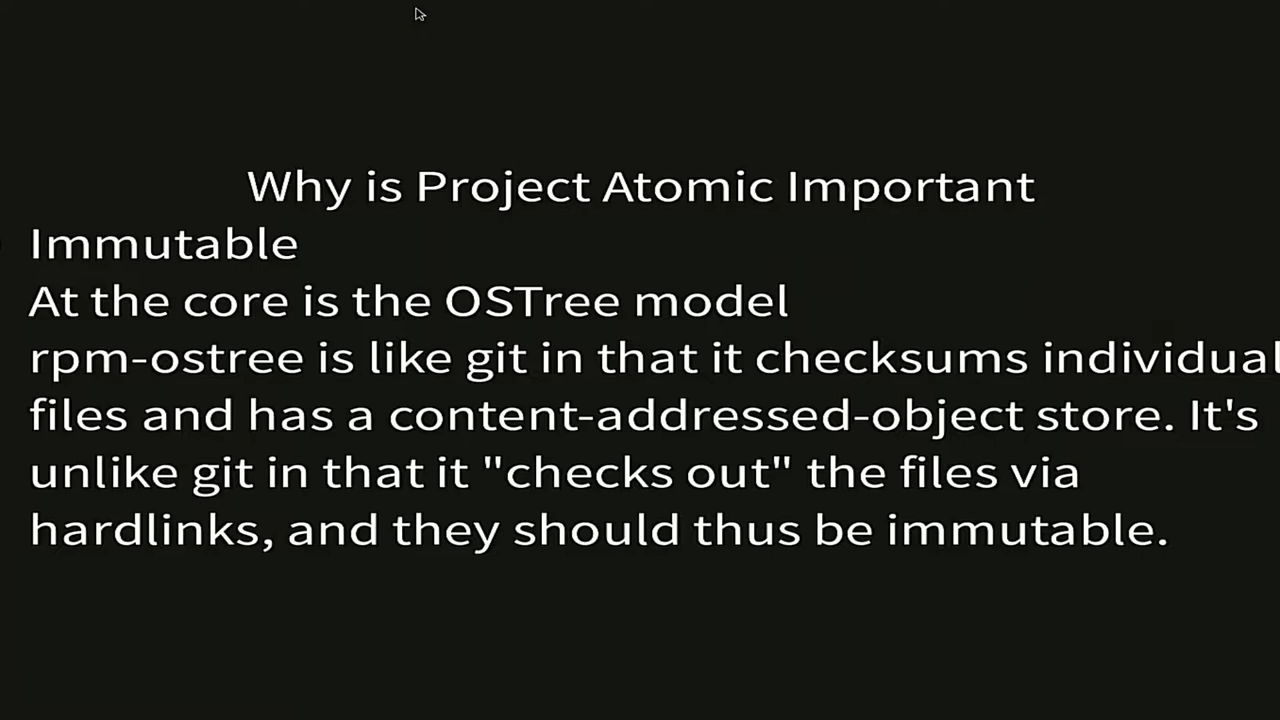 Why is Project Atomic Important
Immutable
At the core is the OSTree model
rpm-ostree is like git in that it checksums individual
files and has a content-addressed-object store. It's
unlike git in that it "checks out" the files via
hardlinks, and they should thus be immutable.